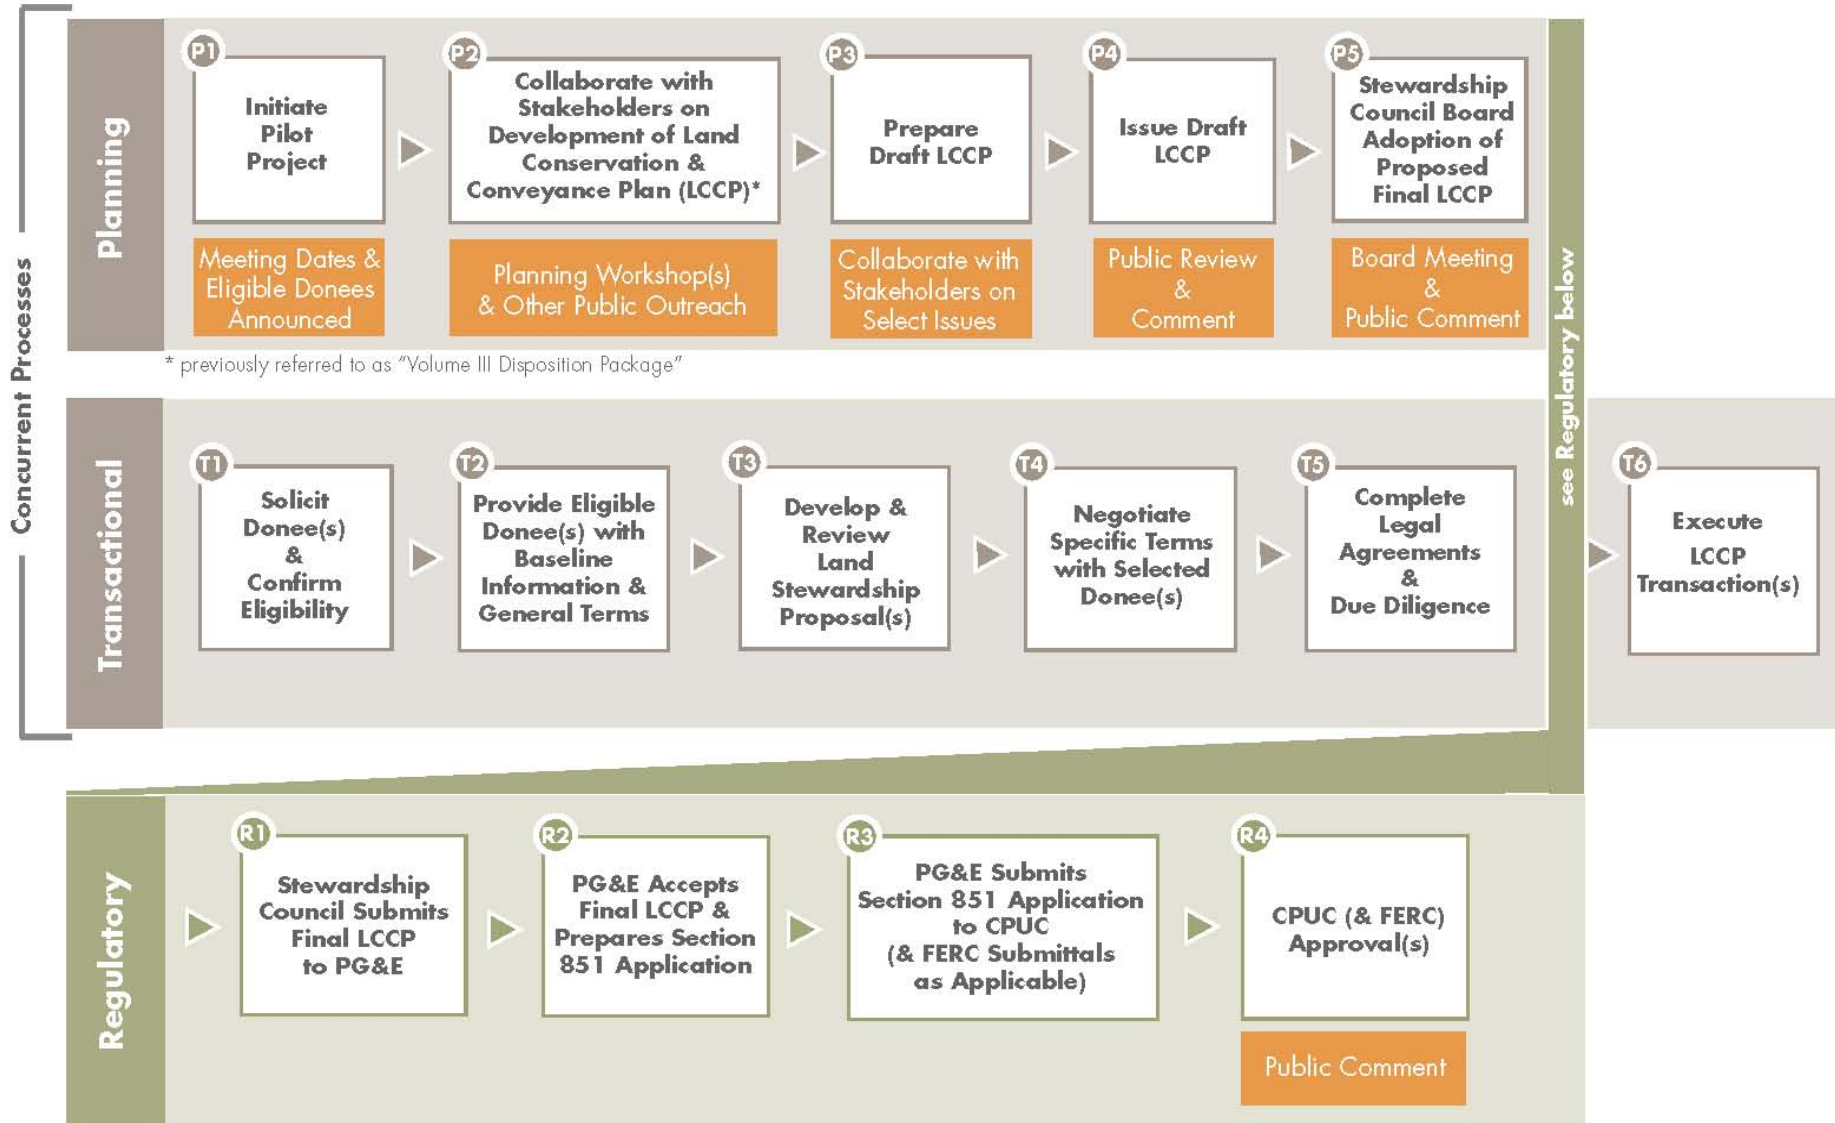 Concurrent Processes
Planning
P1
Initiate
Pilot
Project
Meeting Dates &
Eligible Donees
Announced
P2
Collaborate with
Stakeholders on
Development of Land
Conservation &
Conveyance Plan (LCCP)*
Planning Workshop(s)
& Other Public Outreach
P3
Prepare
Draft LCCP
Collaborate with
Stakeholders on
Select Issues
P4
Issue Draft
LCCP
Public Review
&
Comment
P5
Stewardship
Council Board
Adoption of
Proposed
Final LCCP
Board Meeting
&
Public Comment
* previously referred to as “Volume III Disposition Package”
see Regulatory below
Transactional
T1
Solicit
Donee(s)
&
Confirm
Eligibility
T2
Provide Eligible
Donee(s) with
Baseline
Information &
General Terms
T3
Develop &
Review
Land
Stewardship
Proposal(s)
T4
Negotiate
Specific Terms
with Selected
Donee(s)
T5
Complete
Legal
Agreements
&
Due Diligence
T6
Execute
LCCP
Transaction(s)
Regulatory
R1
Stewardship
Council Submits
Final LCCP
to PG&E
R2
PG&E Accepts
Final LCCP &
Prepares Section
851 Application
R3
PG&E Submits
Section 851 Application
to CPUC
(& FERC Submittals
as Applicable)
R4
CPUC (& FERC)
Approval(s)
Public Comment